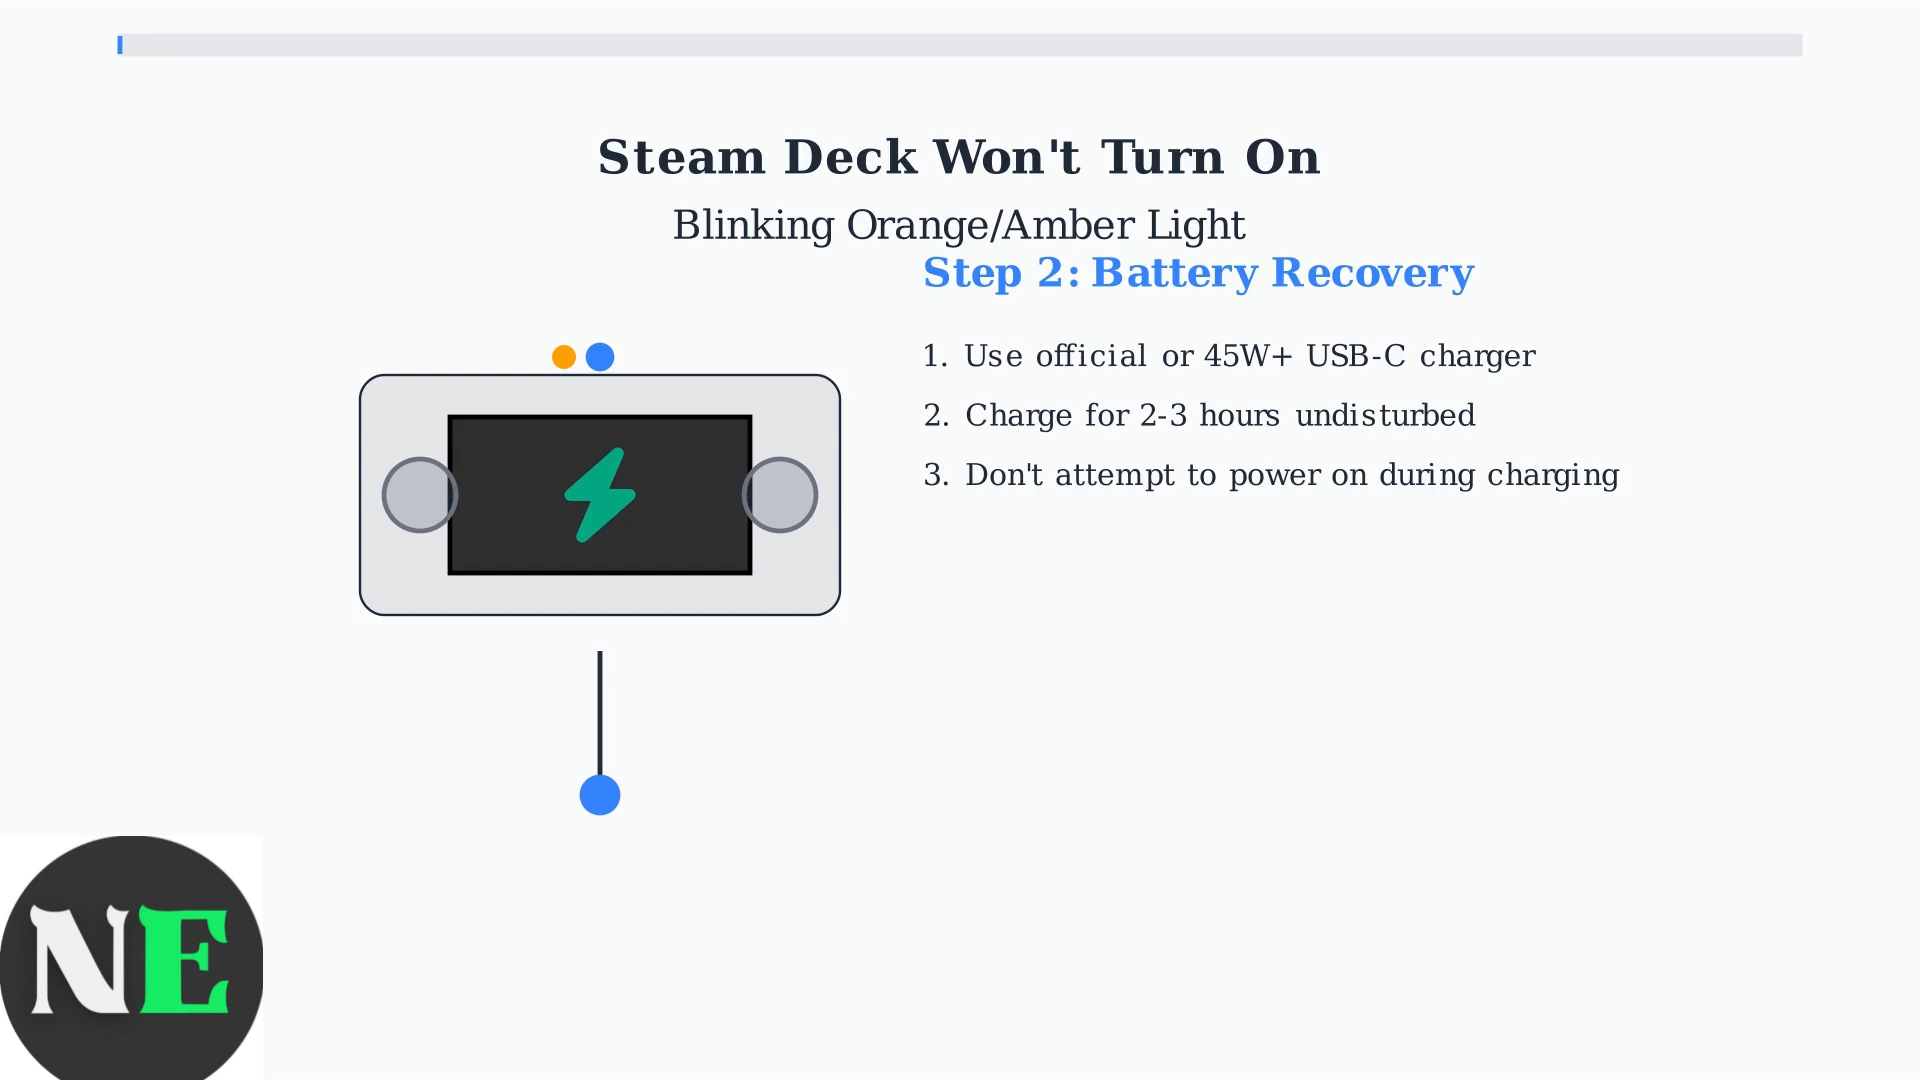 Steam Deck Won't Turn On
Blinking Orange/Amber Light
Step 2: Battery Recovery
1. Use official or 45W+ USB-C charger
2. Charge for 2-3 hours undisturbed
3. Don't attempt to power on during charging
NE